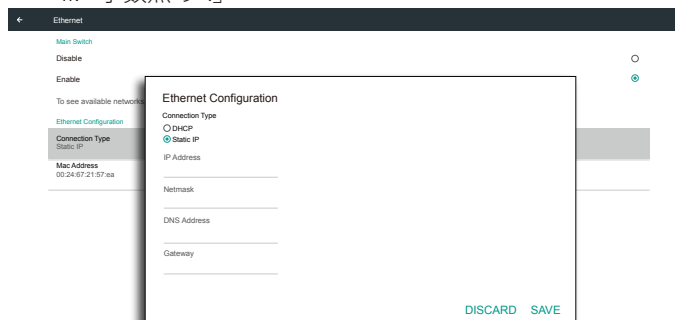 Ethernet
Main Switch
Disable
Enable
To see available networks
Ethernet Configuration
Connection Type
Static IP
Mac Address
00:24:67:21:57:ea
Ethernet Configuration
Connection Type
DHCP
Static IP
IP Address
Netmask
DNS Address
Gateway
DISCARD SAVE